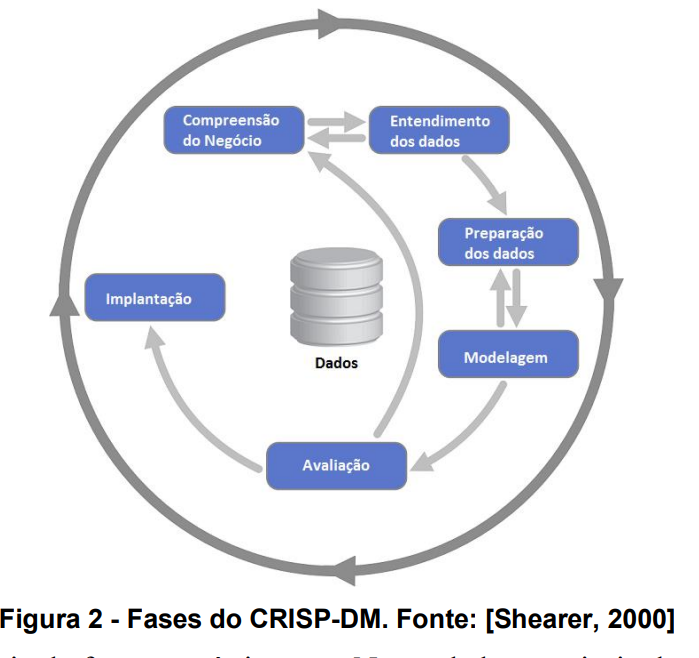 Compreensão
do Negócio
Entendimento
dos dados
Preparação
dos dados
Implantação
Dados
Modelagem
Avaliação
Figura 2 - Fases do CRISP-DM. Fonte: [Shearer, 2000]